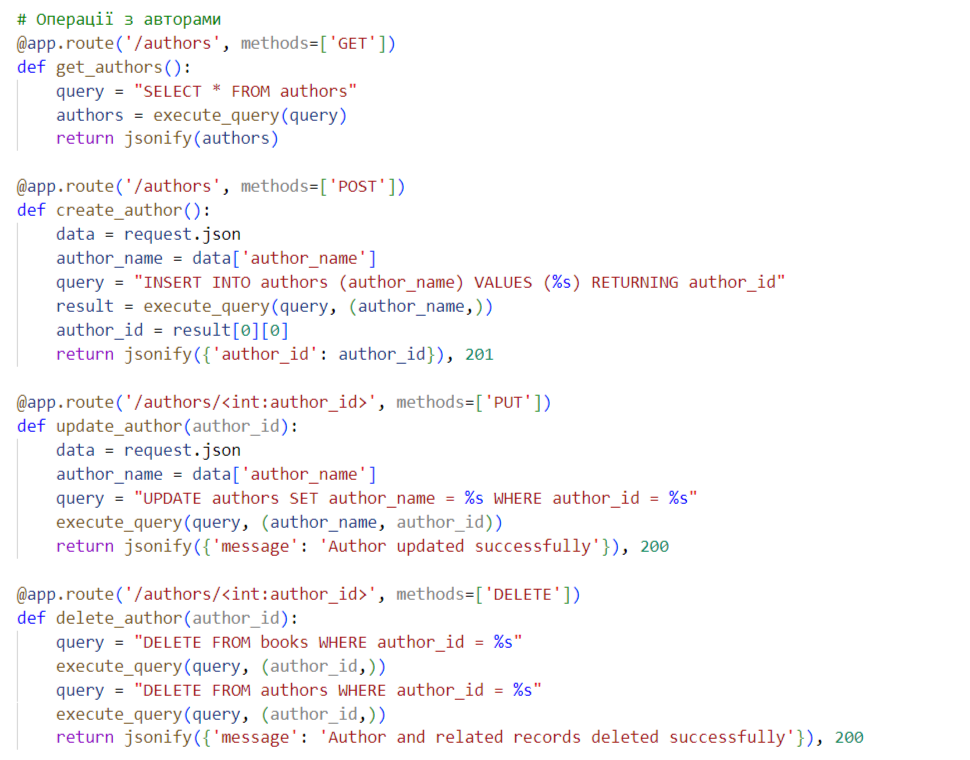 # Операції з авторами
@app.route('/authors', methods=['GET'])
def get_authors():
    query = "SELECT * FROM authors"
    authors = execute_query(query)
    return jsonify(authors)

@app.route('/authors', methods=['POST'])
def create_author():
    data = request.json
    author_name = data['author_name']
    query = "INSERT INTO authors (author_name) VALUES (%s) RETURNING author_id"
    result = execute_query(query, (author_name,))
    author_id = result[0][0]
    return jsonify({'author_id': author_id}), 201

@app.route('/authors/<int:author_id>', methods=['PUT'])
def update_author(author_id):
    data = request.json
    author_name = data['author_name']
    query = "UPDATE authors SET author_name = %s WHERE author_id = %s"
    execute_query(query, (author_name, author_id))
    return jsonify({'message': 'Author updated successfully'}), 200

@app.route('/authors/<int:author_id>', methods=['DELETE'])
def delete_author(author_id):
    query = "DELETE FROM books WHERE author_id = %s"
    execute_query(query, (author_id,))
    query = "DELETE FROM authors WHERE author_id = %s"
    execute_query(query, (author_id,))
    return jsonify({'message': 'Author and related records deleted successfully'}), 200